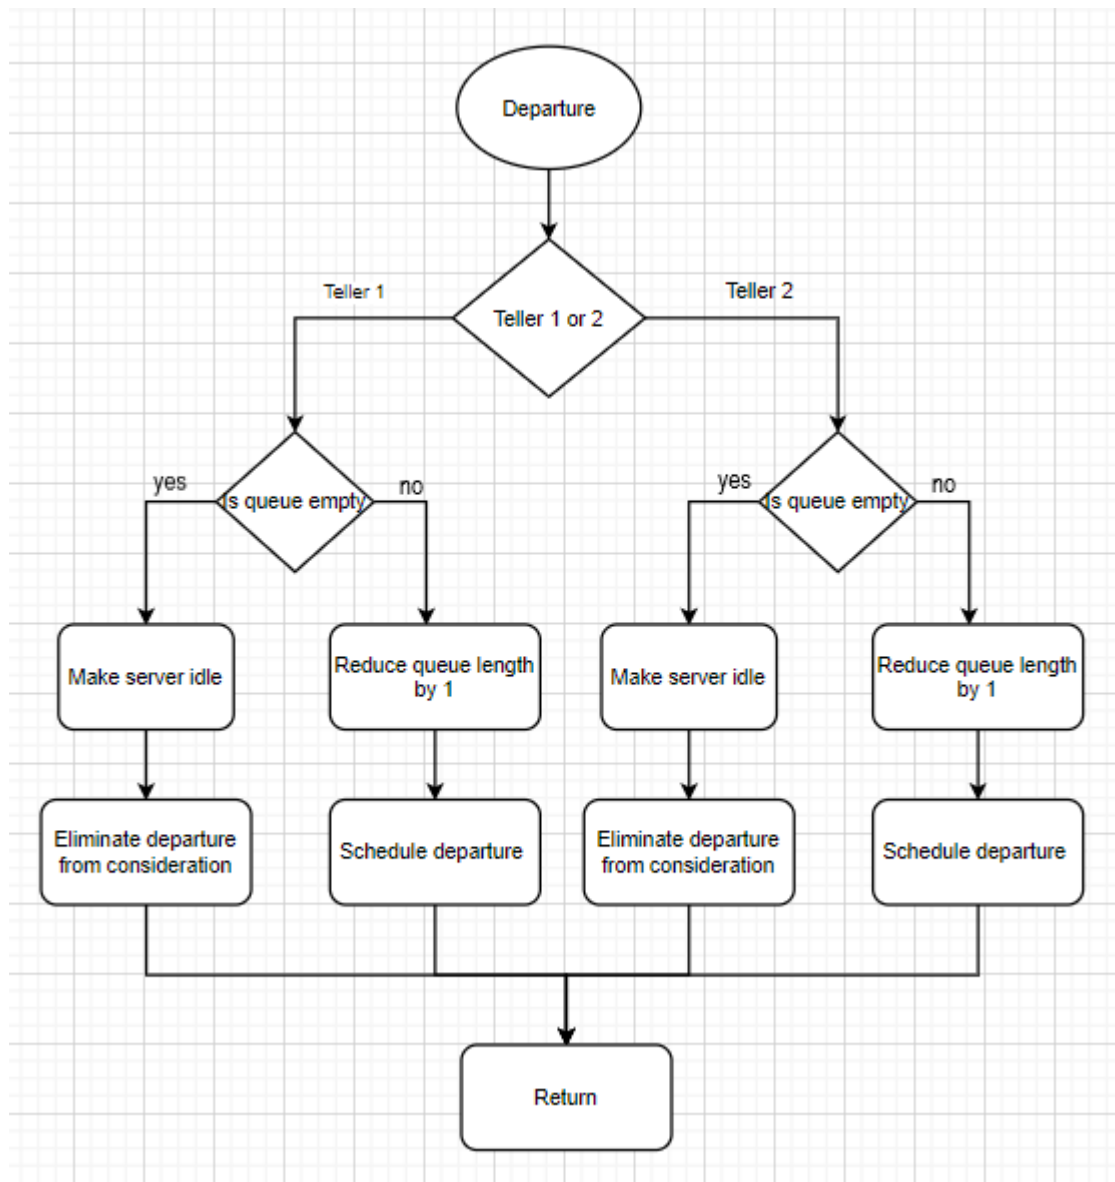 Departure
Teller 1
Teller 2
Teller 1 or 2
yes
Is queue empty
no
yes
Is queue empty
no
Make server idle
Reduce queue length
by 1
Make server idle
Reduce queue length
by 1
Eliminate departure
from consideration
Schedule departure
Eliminate departure
from consideration
Schedule departure
Return